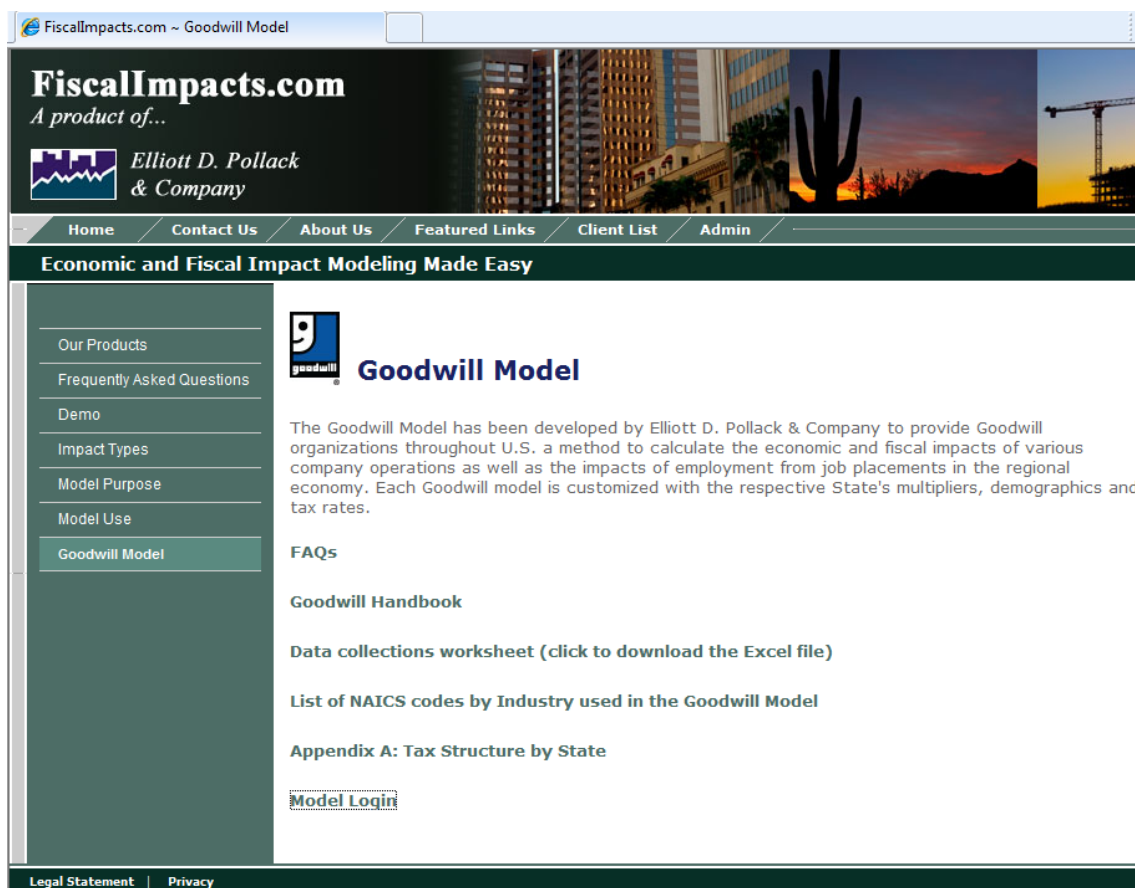 FiscalImpacts.com ~ Goodwill Model
FiscalImpacts.com
A product of...
Elliott D. Pollack
& Company
Home
Contact Us
About Us
Featured Links
Client List
Admin
Economic and Fiscal Impact Modeling Made Easy
Our Products
Frequently Asked Questions
Demo
Impact Types
Model Purpose
Model Use
Goodwill Model
goodwill
®
Goodwill Model
The Goodwill Model has been developed by Elliott D. Pollack & Company to provide Goodwill
organizations throughout U.S. a method to calculate the economic and fiscal impacts of various
company operations as well as the impacts of employment from job placements in the regional
economy. Each Goodwill model is customized with the respective State's multipliers, demographics and
tax rates.
FAQs
Goodwill Handbook
Data collections worksheet (click to download the Excel file)
List of NAICS codes by Industry used in the Goodwill Model
Appendix A: Tax Structure by State
Model Login
Legal Statement | Privacy